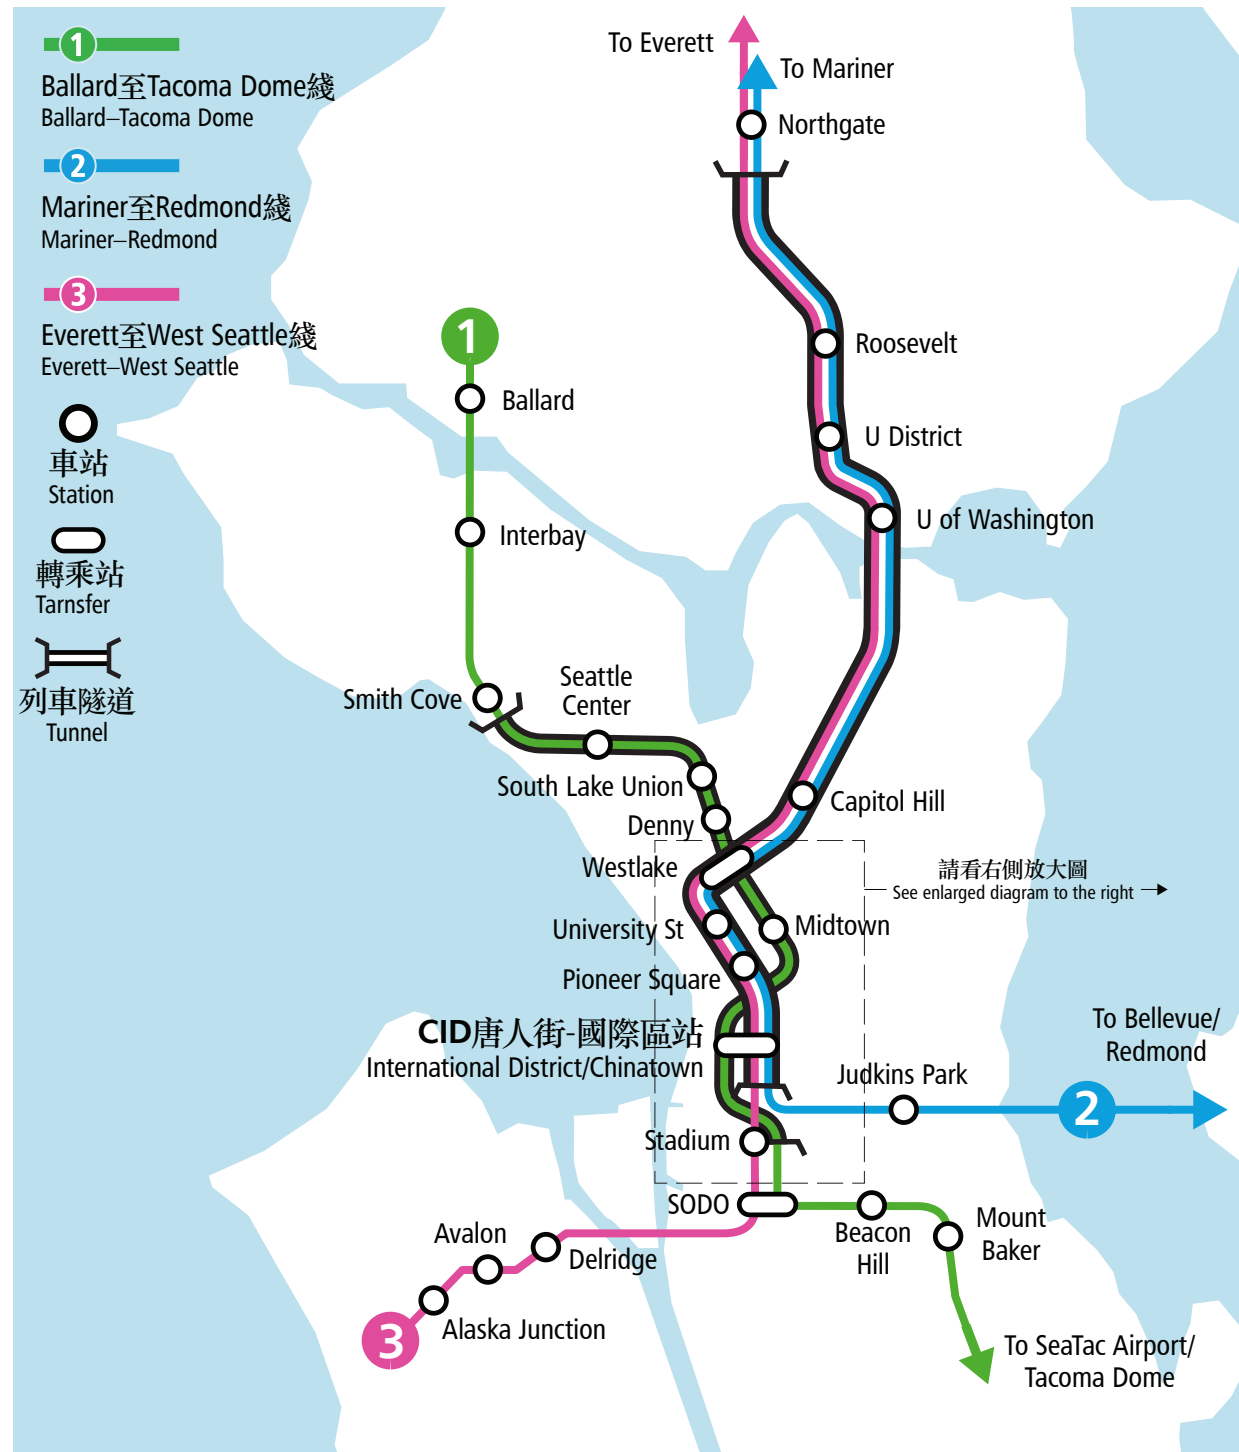 1
Ballard至Tacoma Dome綫
Ballard–Tacoma Dome
2
Mariner至Redmond綫
Mariner–Redmond
3
Everett至West Seattle綫
Everett–West Seattle
車站
Station
轉乘站
Tarnsfer
列車隧道
Tunnel
To Everett
To Mariner
Northgate
Roosevelt
U District
U of Washington
1
Ballard
Interbay
Smith Cove
Seattle
Center
South Lake Union
Denny
Capitol Hill
Westlake
請看右側放大圖
See enlarged diagram to the right
University St
Midtown
Pioneer Square
CID唐人街-國際區站
International District/Chinatown
To Bellevue/
Redmond
Judkins Park
2
Stadium
SODO
Beacon
Hill
Mount
Baker
Avalon
Delridge
Alaska Junction
3
To SeaTac Airport/
Tacoma Dome